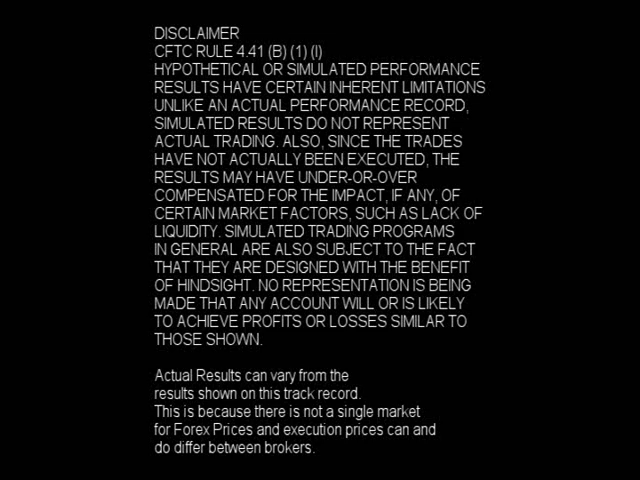 DISCLAIMER
CFTC RULE 4.41 (B) (1) (I)
HYPOTHETICAL OR SIMULATED PERFORMANCE
RESULTS HAVE CERTAIN INHERENT LIMITATIONS
UNLIKE AN ACTUAL PERFORMANCE RECORD,
SIMULATED RESULTS DO NOT REPRESENT
ACTUAL TRADING. ALSO, SINCE THE TRADES
HAVE NOT ACTUALLY BEEN EXECUTED, THE
RESULTS MAY HAVE UNDER-OR-OVER
COMPENSATED FOR THE IMPACT, IF ANY, OF
CERTAIN MARKET FACTORS, SUCH AS LACK OF
LIQUIDITY. SIMULATED TRADING PROGRAMS
IN GENERAL ARE ALSO SUBJECT TO THE FACT
THAT THEY ARE DESIGNED WITH THE BENEFIT
OF HINDSIGHT. NO REPRESENTATION IS BEING
MADE THAT ANY ACCOUNT WILL OR IS LIKELY
TO ACHIEVE PROFITS OR LOSSES SIMILAR TO
THOSE SHOWN.
Actual Results can vary from the
results shown on this track record.
This is because there is not a single market
for Forex Prices and execution prices can and
do differ between brokers.